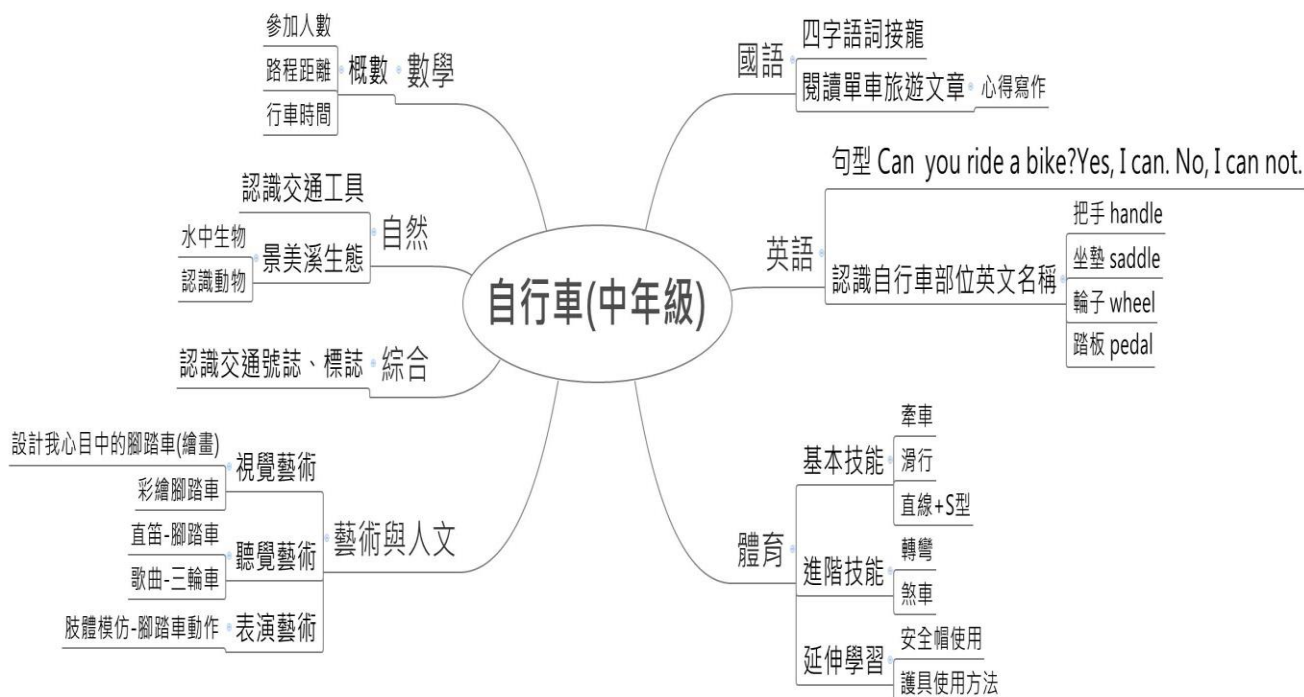 自行車(中年級)
國語
四字語詞接龍
閱讀單車旅遊文章
心得寫作
英語
句型 Can you ride a bike?Yes, I can. No, I can not.
認識自行車部位英文名稱
把手 handle
坐墊 saddle
輪子 wheel
踏板 pedal
體育
基本技能
牽車
滑行
直線+S型
進階技能
轉彎
煞車
延伸學習
安全帽使用
護具使用方法
數學
概數
參加人數
路程距離
行車時間
自然
認識交通工具
景美溪生態
水中生物
認識動物
綜合
認識交通號誌、標誌
藝術與人文
視覺藝術
設計我心目中的腳踏車(繪畫)
彩繪腳踏車
聽覺藝術
直笛-腳踏車
歌曲-三輪車
表演藝術
肢體模仿-腳踏車動作